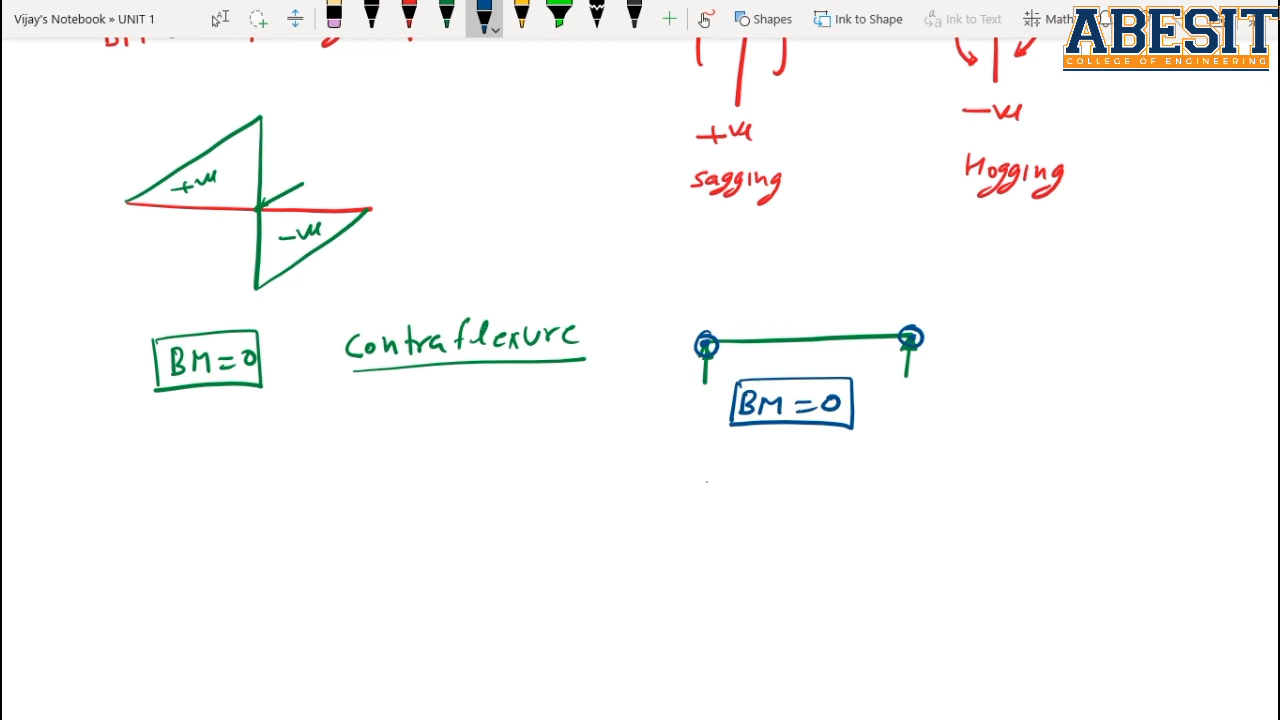 Vijay's Notebook » UNIT 1
Shapes
Ink to Shape
Ink to Text
Math
ABESIT
COLLEGE OF ENGINEERING
BM
+ve
-ve
Sagging
Hogging
+ve
-ve
BM=0
Contraflexure
BM=0